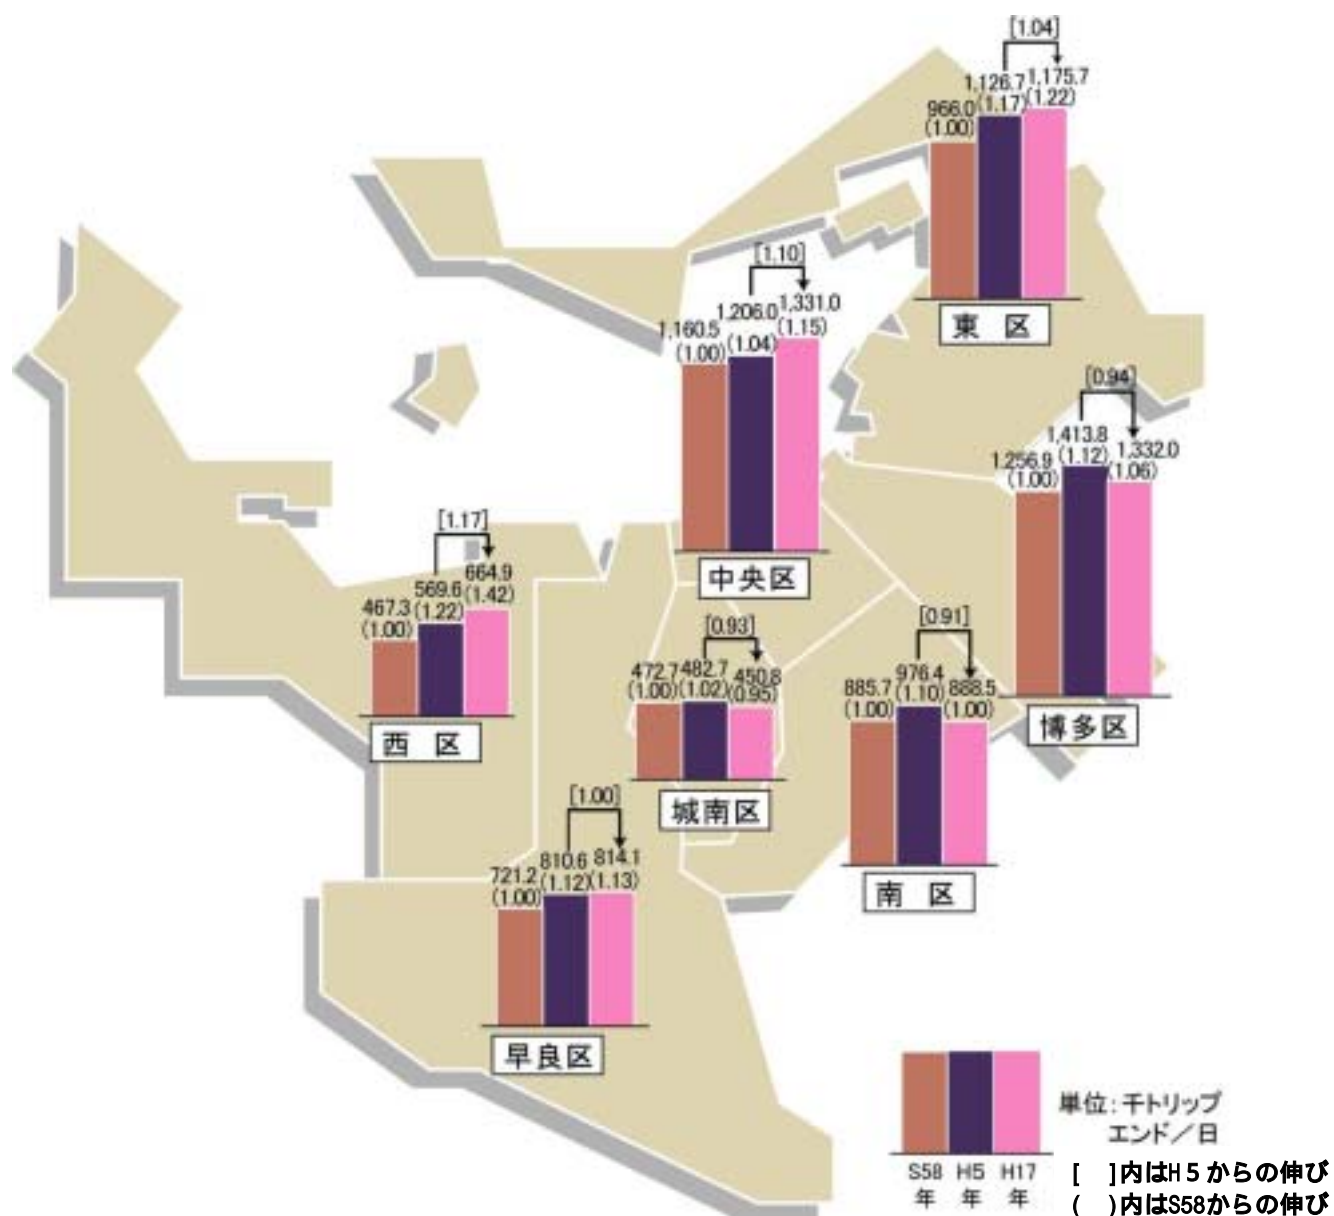 [1.04]
966.0 1,126.7 1,175.7
(1.00) (1.17) (1.22)
東 区
[1.10]
1,160.5 1,206.0 1,331.0
(1.00) (1.04) (1.15)
中央区
[0.94]
1,256.9 1,413.8 1,332.0
(1.00) (1.12) (1.06)
博多区
[1.17]
467.3 569.6 664.9
(1.00) (1.22) (1.42)
西 区
[0.93]
472.7 482.7 450.8
(1.00) (1.02) (0.95)
城南区
[0.91]
885.7 976.4 888.5
(1.00) (1.10) (1.00)
南 区
[1.00]
721.2 810.6 814.1
(1.00) (1.12) (1.13)
早良区
単位:千トリップ
エンド／日
S58 H5 H17
年 年 年
[ ]内はH５からの伸び
( )内はS58からの伸び